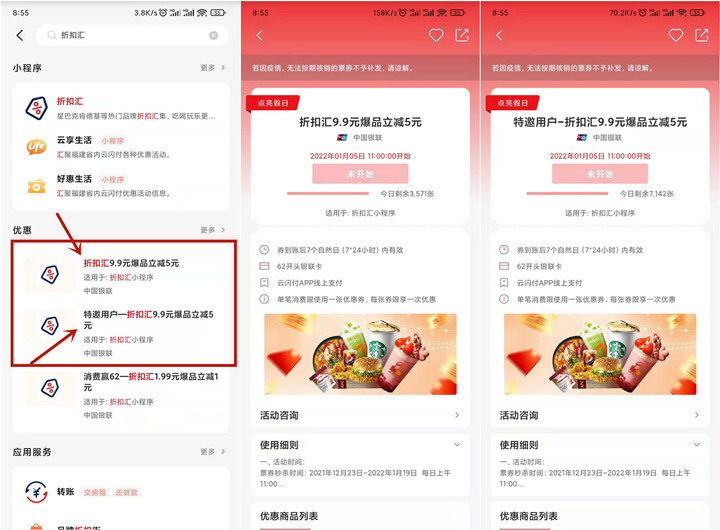 8:55
3.8K/s
55
折扣汇
小程序
更多
折扣汇
星巴克肯德基等热门品牌折扣汇集，吃喝玩乐更...
Life
云享生活 小程序
汇聚福建省内云闪付各种优惠活动。
好惠生活 小程序
汇聚福建省内云闪付优惠活动信息。
优惠
更多
折扣汇9.9元爆品立减5元
适用于: 折扣汇小程序
中国银联
特邀用户—折扣汇9.9元爆品立减5
元
适用于: 折扣汇小程序
中国银联
消费赢62—折扣汇1.99元爆品立减1
元
适用于: 折扣汇小程序
中国银联
应用服务
更多
转账 交房租 还贷款
品牌折扣街
8:55
158K/s
若因疫情，无法按期核销的票券不予补发，请谅解。
点亮假日
折扣汇9.9元爆品立减5元
中国银联
2022年01月05日 11:00:00开始
未开始
今日剩余3,571张
适用于: 折扣汇小程序
券到账后7个自然日 (7*24小时) 内有效
62开头银联卡
云闪付APP线上支付
单笔消费限使用一张优惠券，每张券限享一次优惠
活动咨询
使用细则
一、活动时间:
票券秒杀时间: 2021年12月23日~2022年1月19日 每日上午
11:00...
优惠商品列表
8:55
70.2K/s
若因疫情，无法按期核销的票券不予补发，请谅解。
点亮假日
特邀用户-折扣汇9.9元爆品立减5元
中国银联
2022年01月05日 11:00:00开始
未开始
今日剩余7,142张
适用于: 折扣汇小程序
券到账后7个自然日 (7*24小时) 内有效
62开头银联卡
云闪付APP线上支付
单笔消费限使用一张优惠券，每张券限享一次优惠
活动咨询
使用细则
一、活动时间:
票券秒杀时间: 2021年12月23日~2022年1月19日 每日上午
11:00...
优惠商品列表